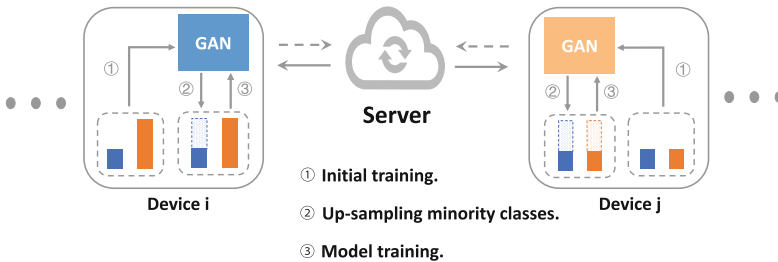 GAN
①
②
③
Device i
Server
GAN
②
③
①
Device j
① Initial training.
② Up-sampling minority classes.
③ Model training.